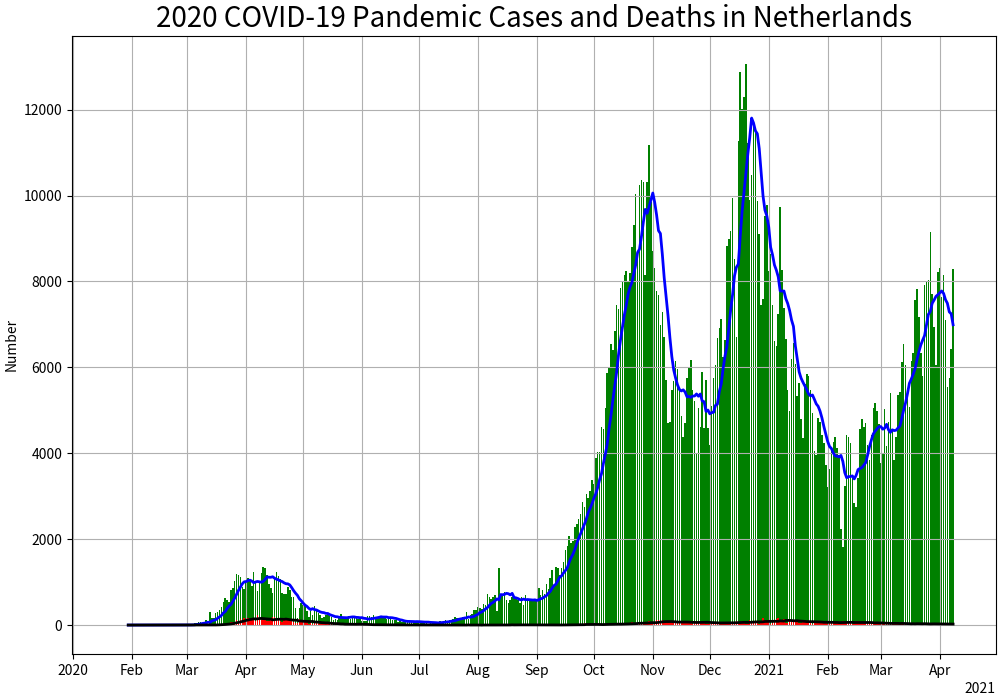 2020 COVID-19 Pandemic Cases and Deaths in Netherlands
12000
10000
8000
6000
4000
2000
0
Number
2020 Feb Mar Apr May Jun Jul Aug Sep Oct Nov Dec 2021 Feb Mar Apr
2021